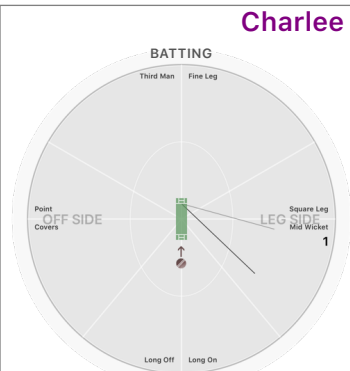 Charlee
BATTING
Third Man
Fine Leg
Point
OFF SIDE
Covers
Square Leg
LEG SIDE
Mid Wicket
1
Long Off
Long On